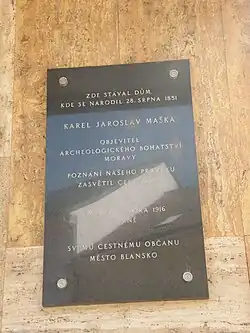 ZDE STÁVAL DŮM,
KDE SE NARODIL 28. SRPNA 1851
KAREL JAROSLAV MAŠKA
OBJEVITEL
ARCHEOLOGICKÉHO BOHATSTVÍ
MORAVY
POZNÁNÍ NAŠEHO PRAVĚKU
ZASVĚTIL
1916
SVÉMU ČESTNÉMU OBČANU
MĚSTO BLANSKO